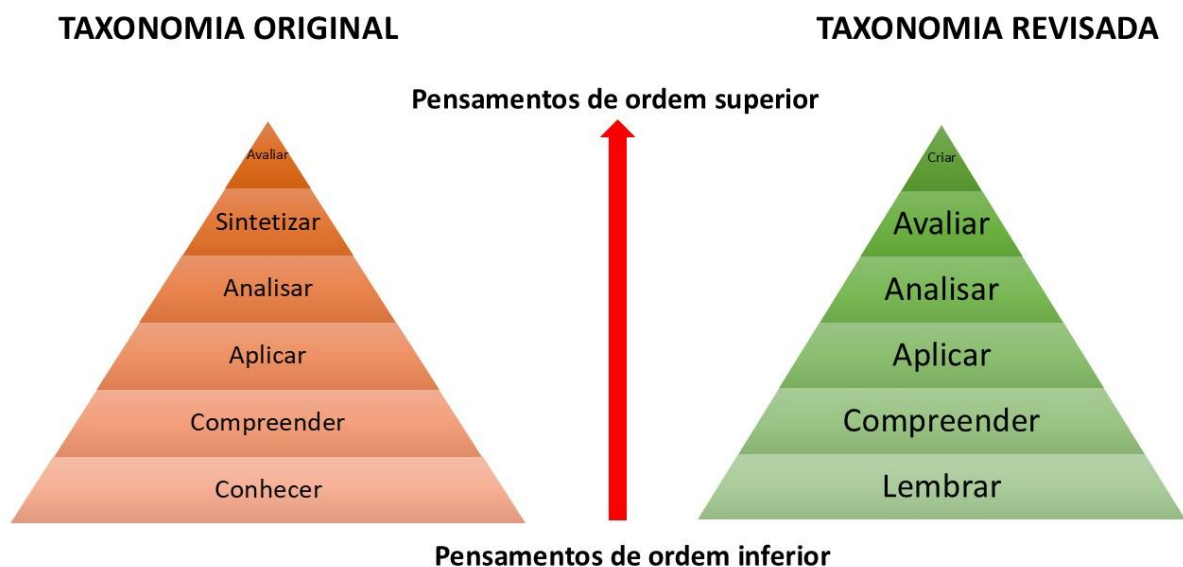 TAXONOMIA ORIGINAL
TAXONOMIA REVISADA
Pensamentos de ordem superior
Avaliar
Sintetizar
Analisar
Aplicar
Compreender
Conhecer
Criar
Avaliar
Analisar
Aplicar
Compreender
Lembrar
Pensamentos de ordem inferior